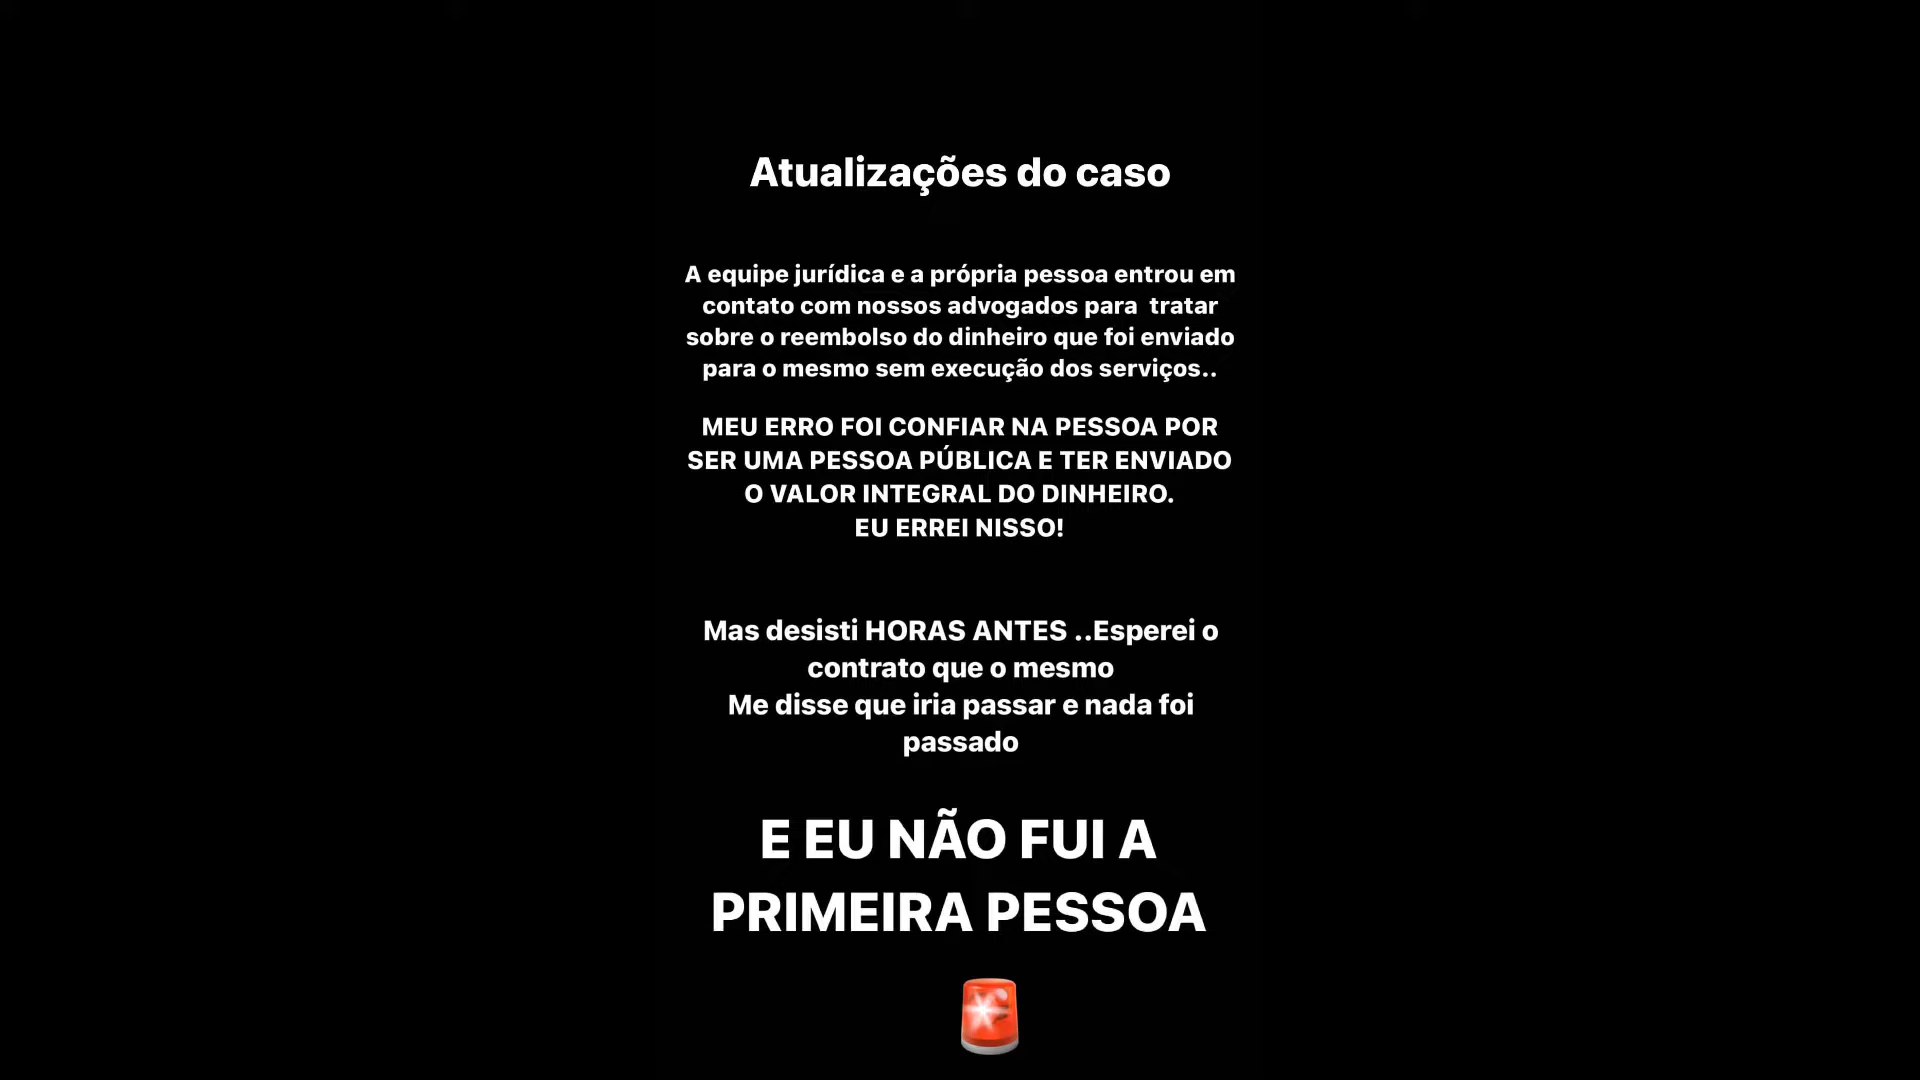 Atualizações do caso
A equipe jurídica e a própria pessoa entrou em
contato com nossos advogados para  tratar
sobre o reembolso do dinheiro que foi enviado
para o mesmo sem execução dos serviços..
MEU ERRO FOI CONFIAR NA PESSOA POR
SER UMA PESSOA PÚBLICA E TER ENVIADO
O VALOR INTEGRAL DO DINHEIRO.
EU ERREI NISSO!
Mas desisti HORAS ANTES ..Esperei o
contrato que o mesmo
Me disse que iria passar e nada foi
passado
E EU NÃO FUI A
PRIMEIRA PESSOA